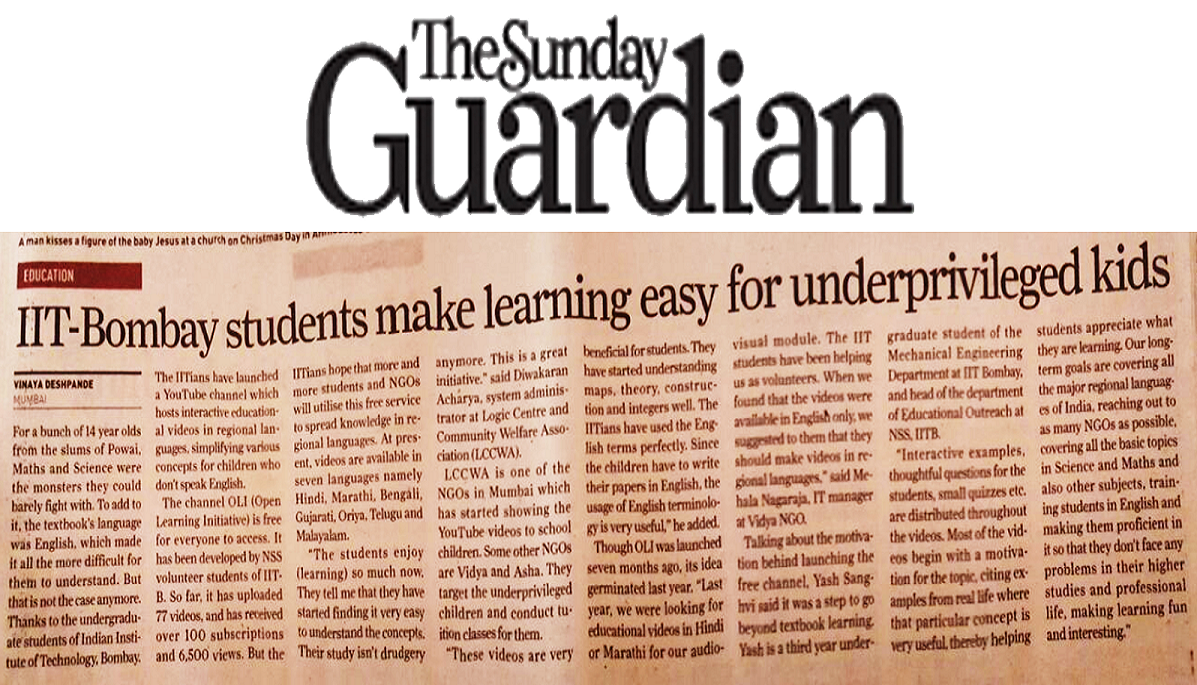 The Sunday
Guardian
A man kisses a figure of the baby Jesus at a church on Christmas Day in
EDUCATION
IIT-Bombay students make learning easy for underprivileged kids
VINAYA DESHPANDE
MUMBAI
For a bunch of 14 year olds
from the slums of Powai,
Maths and Science were
the monsters they could
barely fight with. To add to
it, the textbook's language
was English, which made
it all the more difficult for
them to understand. But
that is not the case anymore.
Thanks to the undergradu-
ate students of Indian Insti-
tute of Technology, Bombay.
The IITians have launched
a YouTube channel which
hosts interactive education-
al videos in regional lan-
guages, simplifying various
concepts for children who
don't speak English.
The channel OLI (Open
Learning Initiative) is free
for everyone to access. It
has been developed by NSS
volunteer students of IIT-
B. So far, it has uploaded
77 videos, and has received
over 100 subscriptions
and 6,500 views. But the
IITians hope that more and
more students and NGOs
will utilise this free service
to spread knowledge in re-
gional languages. At pres-
ent, videos are available in
seven languages namely
Hindi, Marathi, Bengali,
Gujarati, Oriya, Telugu and
Malayalam.
"The students enjoy
(learning) so much now.
They tell me that they have
started finding it very easy
to understand the concepts.
Their study isn't drudgery
anymore. This is a great
initiative." said Diwakaran
Acharya, system adminis-
trator at Logic Centre and
Community Welfare Asso-
ciation (LCCWA).
LCCWA is one of the
NGOs in Mumbai which
has started showing the
YouTube videos to school
children. Some other NGOs
are Vidya and Asha. They
target the underprivileged
children and conduct tu-
ition classes for them.
"These videos are very
beneficial for students. They
have started understanding
maps, theory, construc-
tion and integers well. The
IITians have used the Eng-
lish terms perfectly. Since
the children have to write
their papers in English, the
usage of English terminolo-
gy is very useful," he added.
Though OLI was launched
seven months ago, its idea
germinated last year. "Last
year, we were looking for
educational videos in Hindi
or Marathi for our audio-
visual module. The IIT
students have been helping
us as volunteers. When we
found that the videos were
available in English only, we
suggested to them that they
should make videos in re-
gional languages," said Me-
hala Nagaraja, IT manager
at Vidya NGO.
Talking about the motiva-
tion behind launching the
free channel, Yash Sang-
hvi said it was a step to go
beyond textbook learning.
Yash is a third year under-
graduate student of the
Mechanical Engineering
Department at IIT Bombay,
and head of the department
of Educational Outreach at
NSS, IITB.
"Interactive examples,
thoughtful questions for the
students, small quizzes etc.
are distributed throughout
the videos. Most of the vid-
eos begin with a motiva-
tion for the topic, citing ex-
amples from real life where
that particular concept is
very useful, thereby helping
students appreciate what
they are learning. Our long-
term goals are covering all
the major regional languag-
es of India, reaching out to
as many NGOs as possible,
covering all the basic topics
in Science and Maths and
also other subjects, train-
ing students in English and
making them proficient in
it so that they don't face any
problems in their higher
studies and professional
life, making learning fun
and interesting."